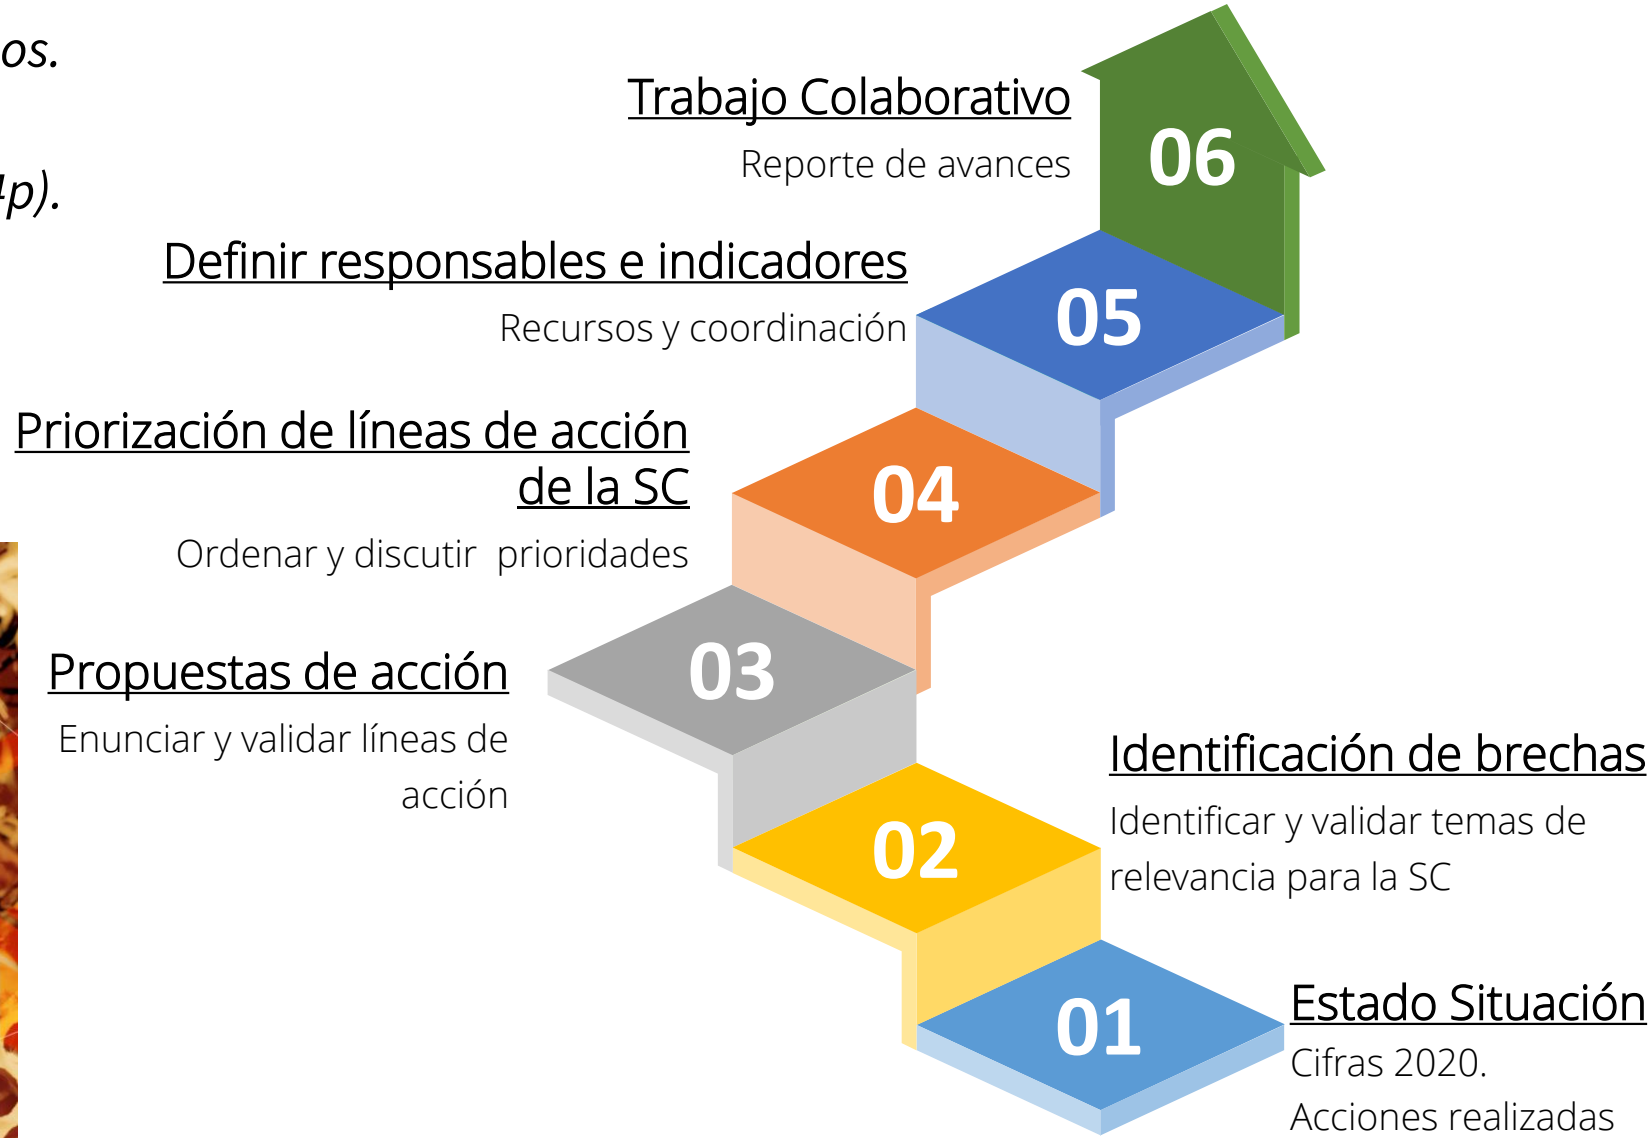 os.
p).
Trabajo Colaborativo
Reporte de avances
06
Definir responsables e indicadores
Recursos y coordinación
05
Priorización de líneas de acción
de la SC
Ordenar y discutir prioridades
04
Propuestas de acción
Enunciar y validar líneas de
acción
03
Identificación de brechas
Identificar y validar temas de
relevancia para la SC
02
Estado Situación
Cifras 2020.
Acciones realizadas
01